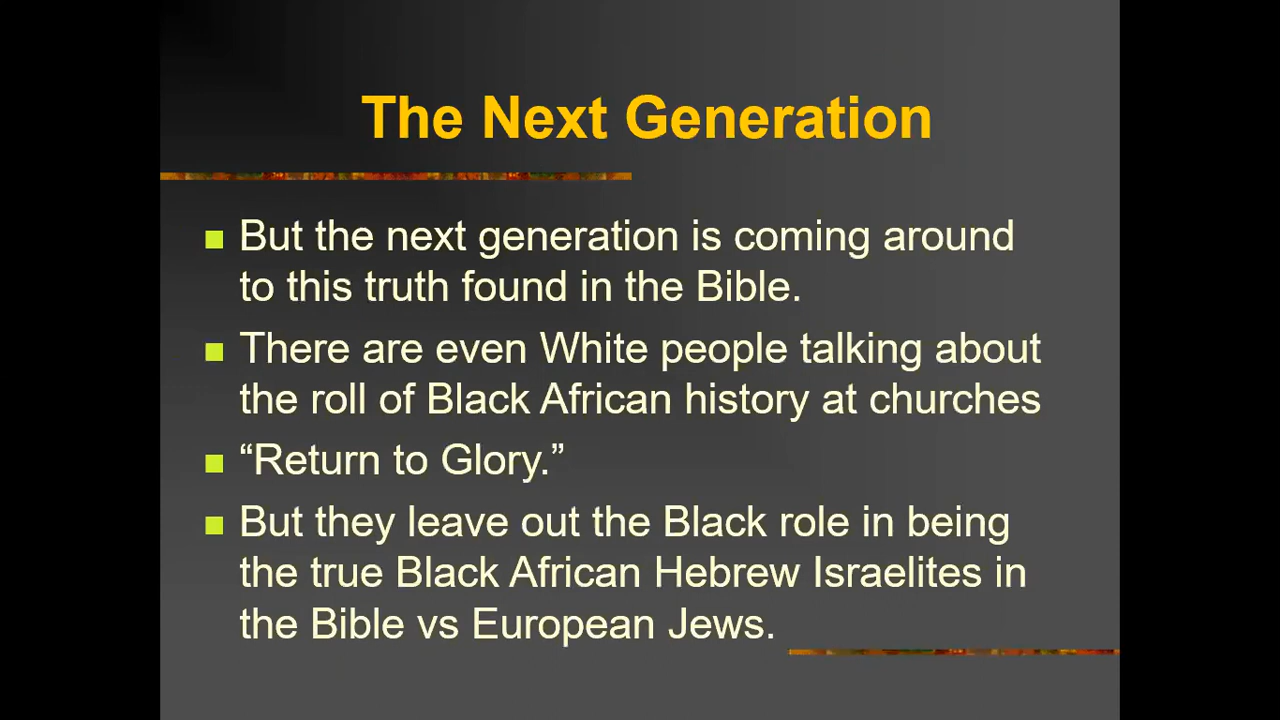 The Next Generation
But the next generation is coming around
to this truth found in the Bible.
There are even White people talking about
the roll of Black African history at churches
“Return to Glory.”
But they leave out the Black role in being
the true Black African Hebrew Israelites in
the Bible vs European Jews.